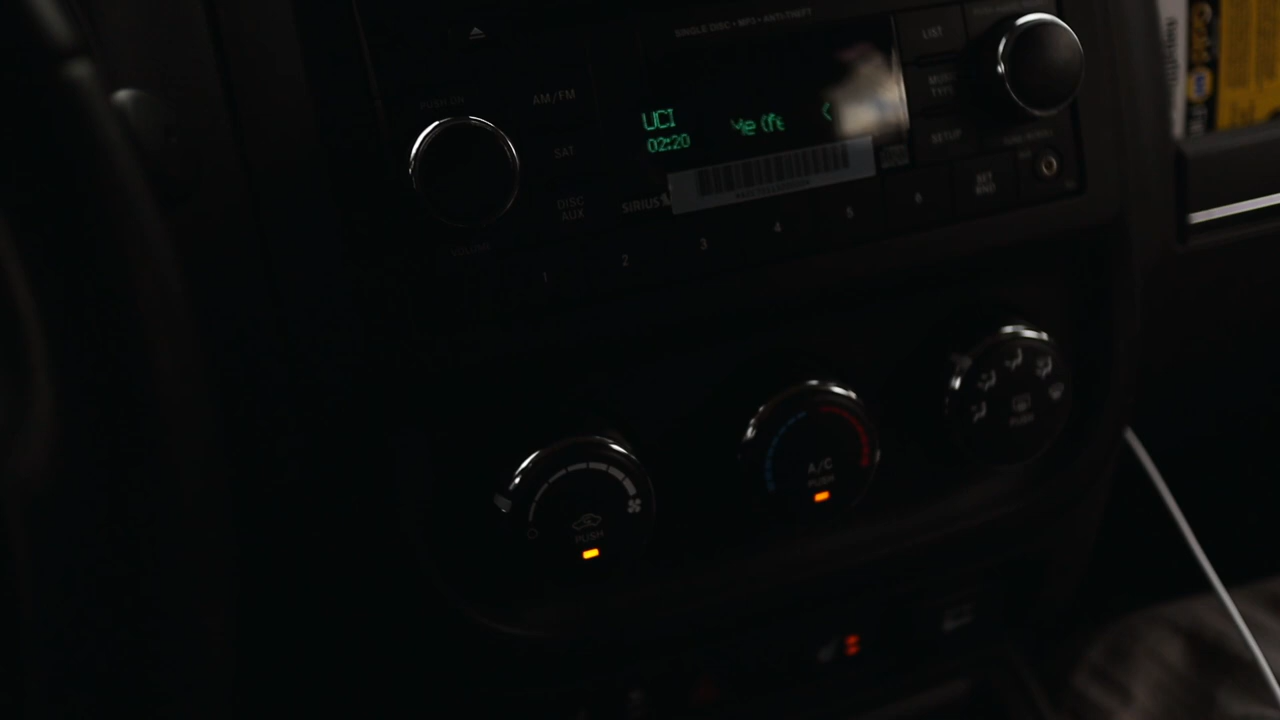 SINGLE DISC • MP3 • ANTI-THEFT
LIST
PUSH ON
AM/FM
MUSIC
TYPE
UCI
02:20
SAT
SETUP
DISC
AUX
SIRIUS
VOLUME
1
2
3
4
5
6
SET
RND
A/C
PUSH
PUSH
PUSH